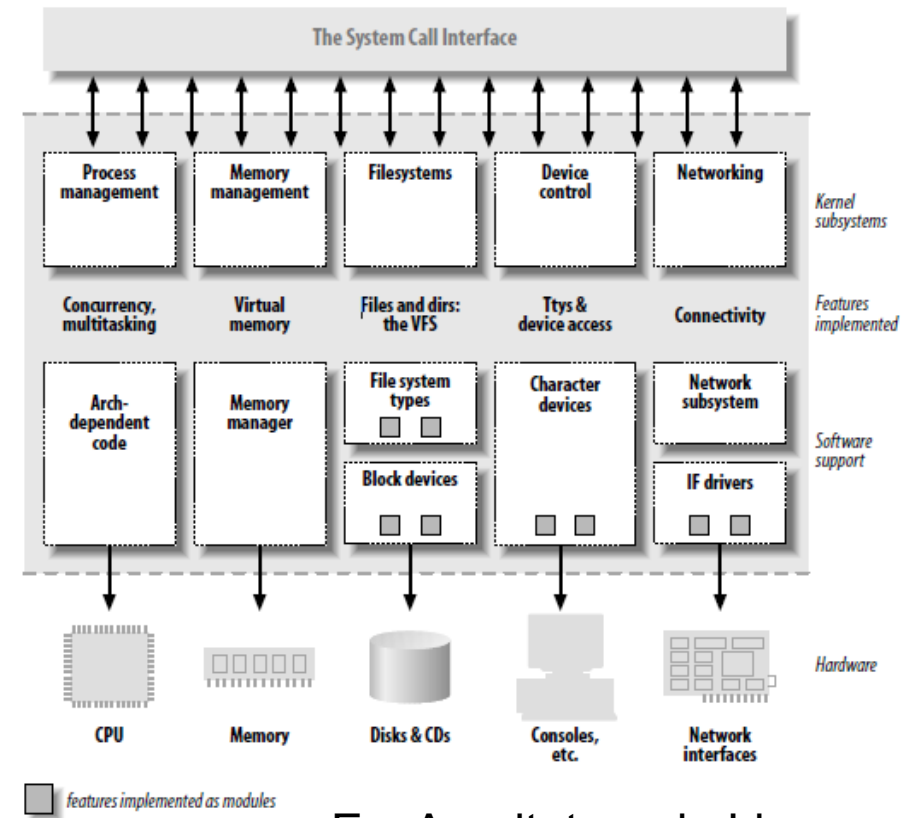 The System Call Interface
Process management
Memory management
Filesystems
Device control
Networking
Kernel subsystems
Concurrency, multitasking
Virtual memory
Files and dirs: the VFS
Ttys & device access
Connectivity
Features implemented
Arch-dependent code
Memory manager
File system types
Block devices
Character devices
Network subsystem
IF drivers
Software support
Hardware
CPU
Memory
Disks & CDs
Consoles, etc.
Network interfaces
features implemented as modules